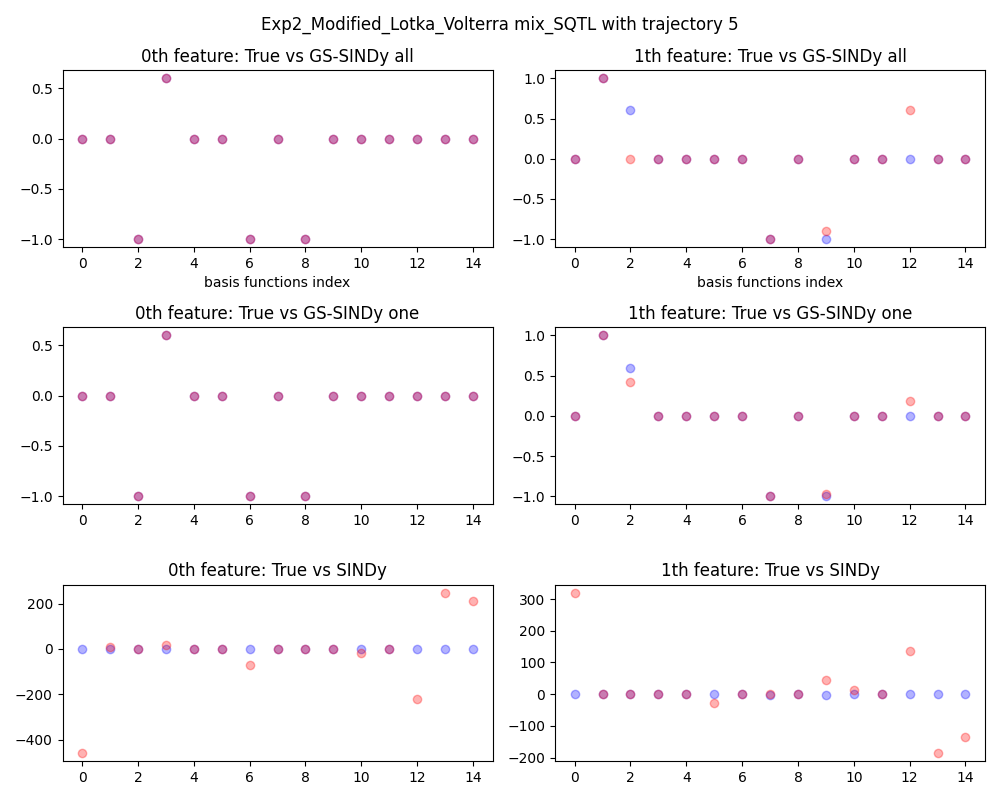 Exp2_Modified_Lotka_Volterra mix_SQTL with trajectory 5
0th feature: True vs GS-SINDy all
1th feature: True vs GS-SINDy all
0.5
0.0
−0.5
−1.0
1.0
0.5
0.0
−0.5
−1.0
0 2 4 6 8 10 12 14
0 2 4 6 8 10 12 14
basis functions index
basis functions index
0th feature: True vs GS-SINDy one
1th feature: True vs GS-SINDy one
0.5
0.0
−0.5
−1.0
1.0
0.5
0.0
−0.5
−1.0
0 2 4 6 8 10 12 14
0 2 4 6 8 10 12 14
0th feature: True vs SINDy
1th feature: True vs SINDy
200
0
−200
−400
300
200
100
0
−100
−200
0 2 4 6 8 10 12 14
0 2 4 6 8 10 12 14